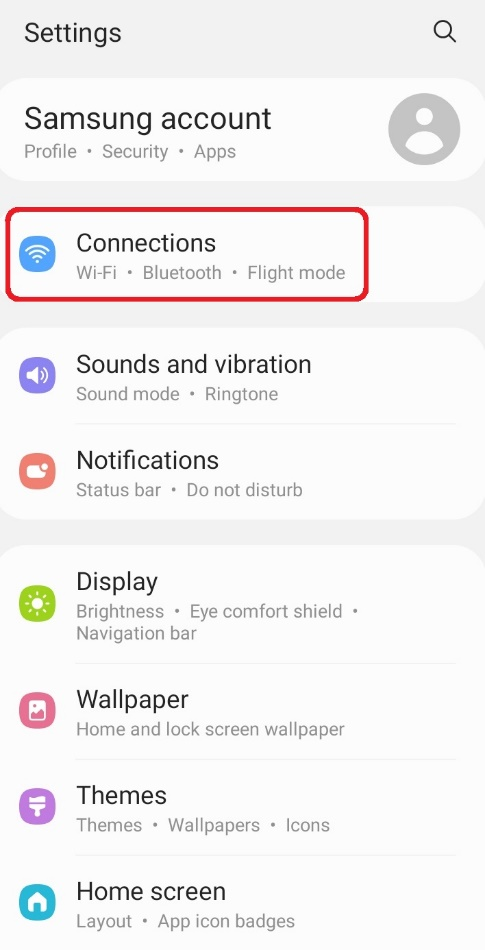 Settings
Samsung account
Profile • Security • Apps
Connections
Wi-Fi • Bluetooth • Flight mode
Sounds and vibration
Sound mode • Ringtone
Notifications
Status bar • Do not disturb
Display
Brightness • Eye comfort shield •
Navigation bar
Wallpaper
Home and lock screen wallpaper
Themes
Themes • Wallpapers • Icons
Home screen
Layout • App icon badges